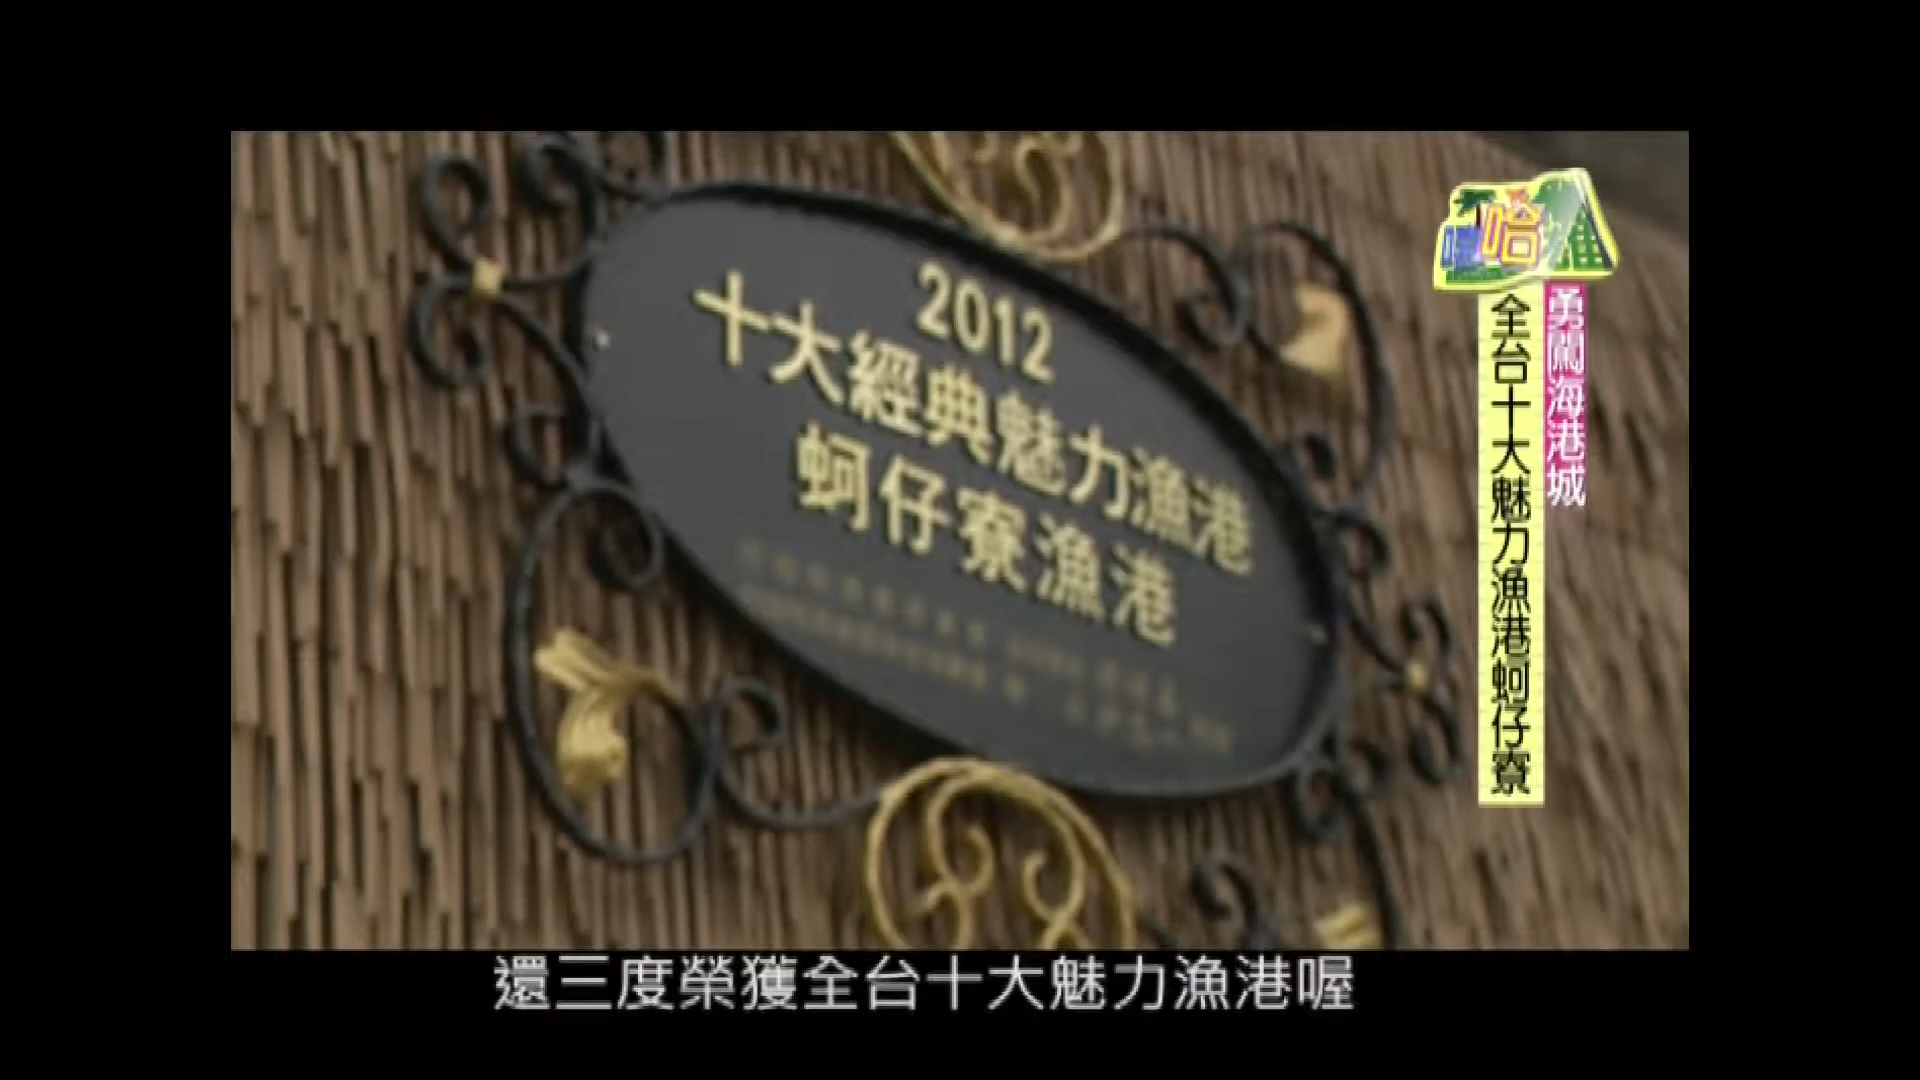 2012
十大經典魅力漁港
蚵仔寮漁港
哈
勇闖海港城
全台十大魅力漁港蚵仔寮
還三度榮獲全台十大魅力漁港喔